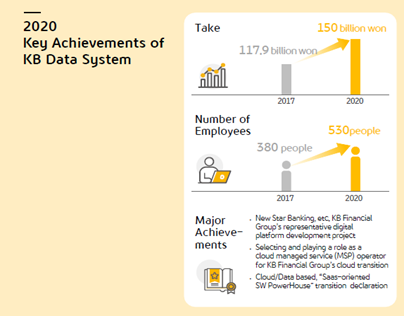 2020
Key Achievements of
KB Data System
Take
150 billion won
117,9 billion won
2017
2020
Number of
Employees
530people
380 people
2017
2020
Major
Achieve-
ments
. New Star Banking, etc, KB Financial
Group's representative digital
platform development project
. Selecting and playing a role as a
cloud managed service (MSP) operator
for KB Financial Group's cloud transition
. Cloud/Data based, "Saas-oriented
SW PowerHouse" transition declaration